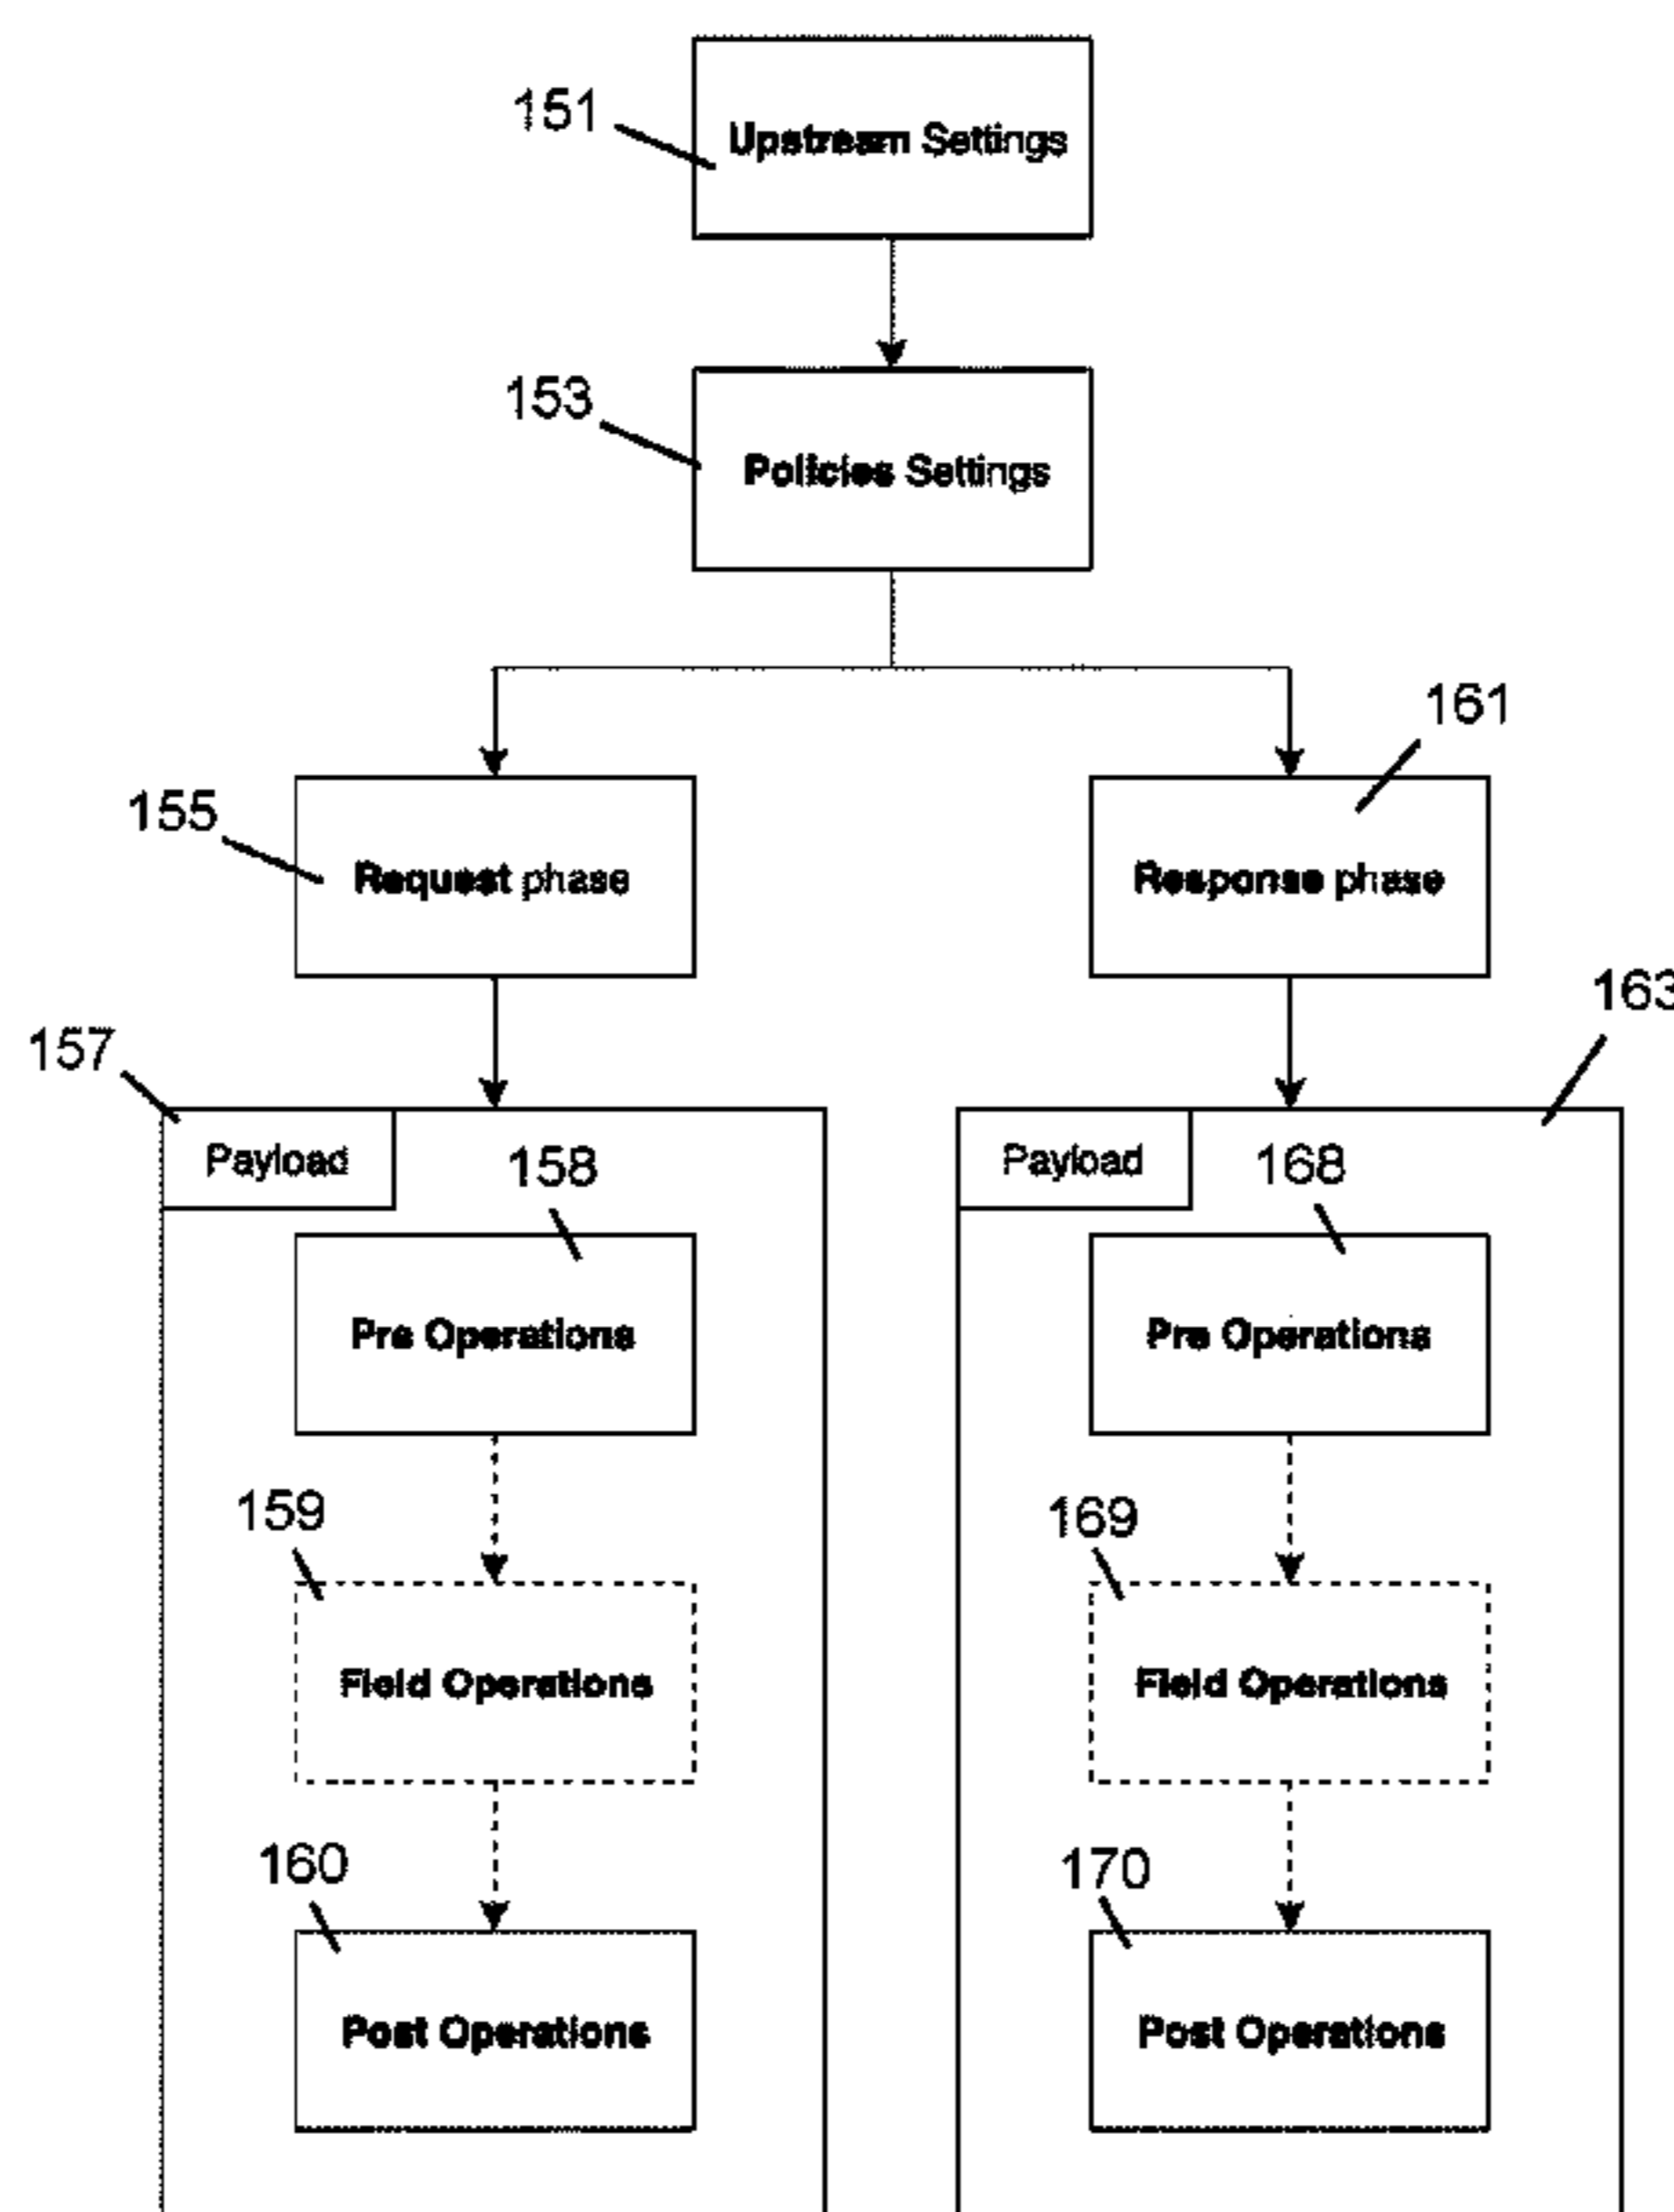 151
Upstream Settings
153
Policies Settings
161
155
Request phase
Response phase
163
157
Payload
158
Payload
168
Pre Operations
Pre Operations
159
169
Field Operations
Field Operations
160
170
Post Operations
Post Operations